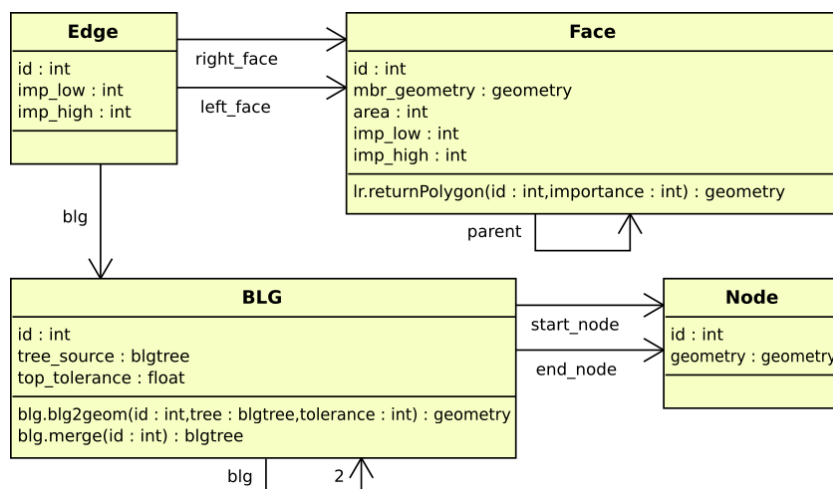 Edge
id : int
imp_low : int
imp_high : int
right_face
left_face
Face
id : int
mbr_geometry : geometry
area : int
imp_low : int
imp_high : int
lr.returnPolygon(id : int,importance : int) : geometry
parent
blg
BLG
id : int
tree_source : blgtree
top_tolerance : float
blg.blg2geom(id : int,tree : blgtree,tolerance : int) : geometry
blg.merge(id : int) : blgtree
start_node
end_node
Node
id : int
geometry : geometry
blg
2